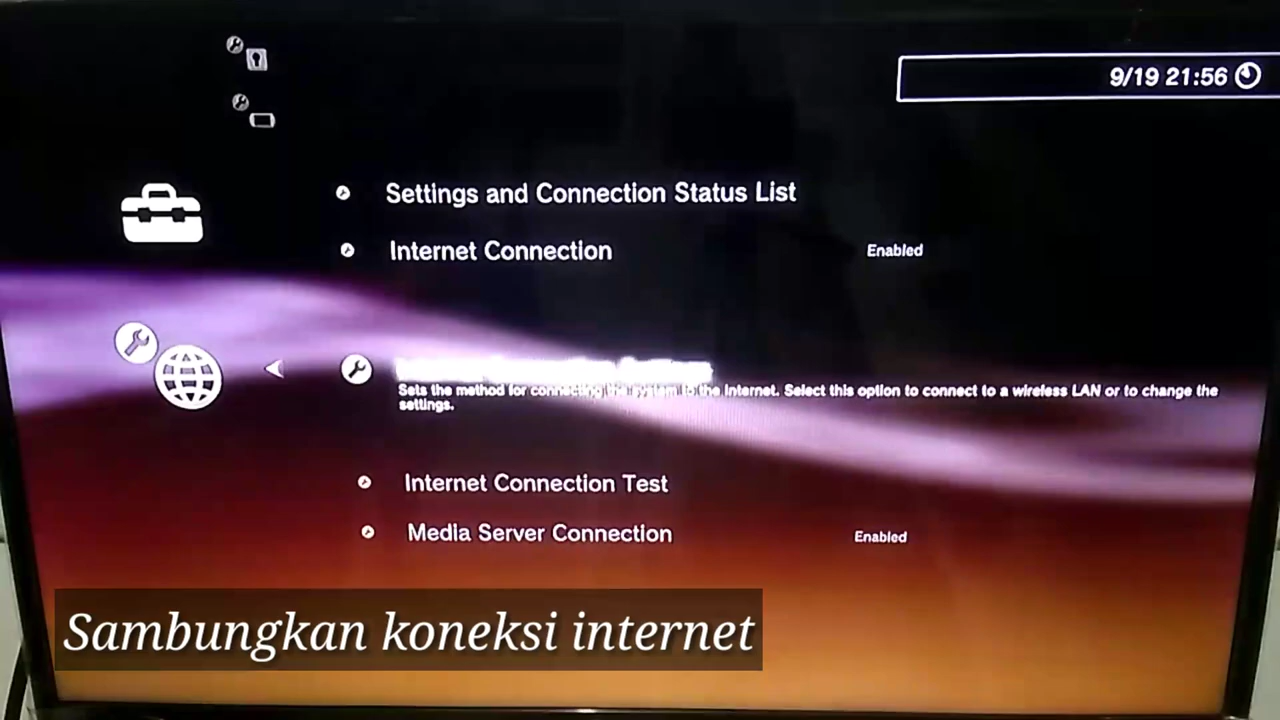 9/19 21:56
Settings and Connection Status List
Internet Connection Enabled
Sets the method for connecting the system to the Internet. Select this option to connect to a wireless LAN or to change the
settings.
Internet Connection Test
Media Server Connection Enabled
Sambungkan koneksi internet